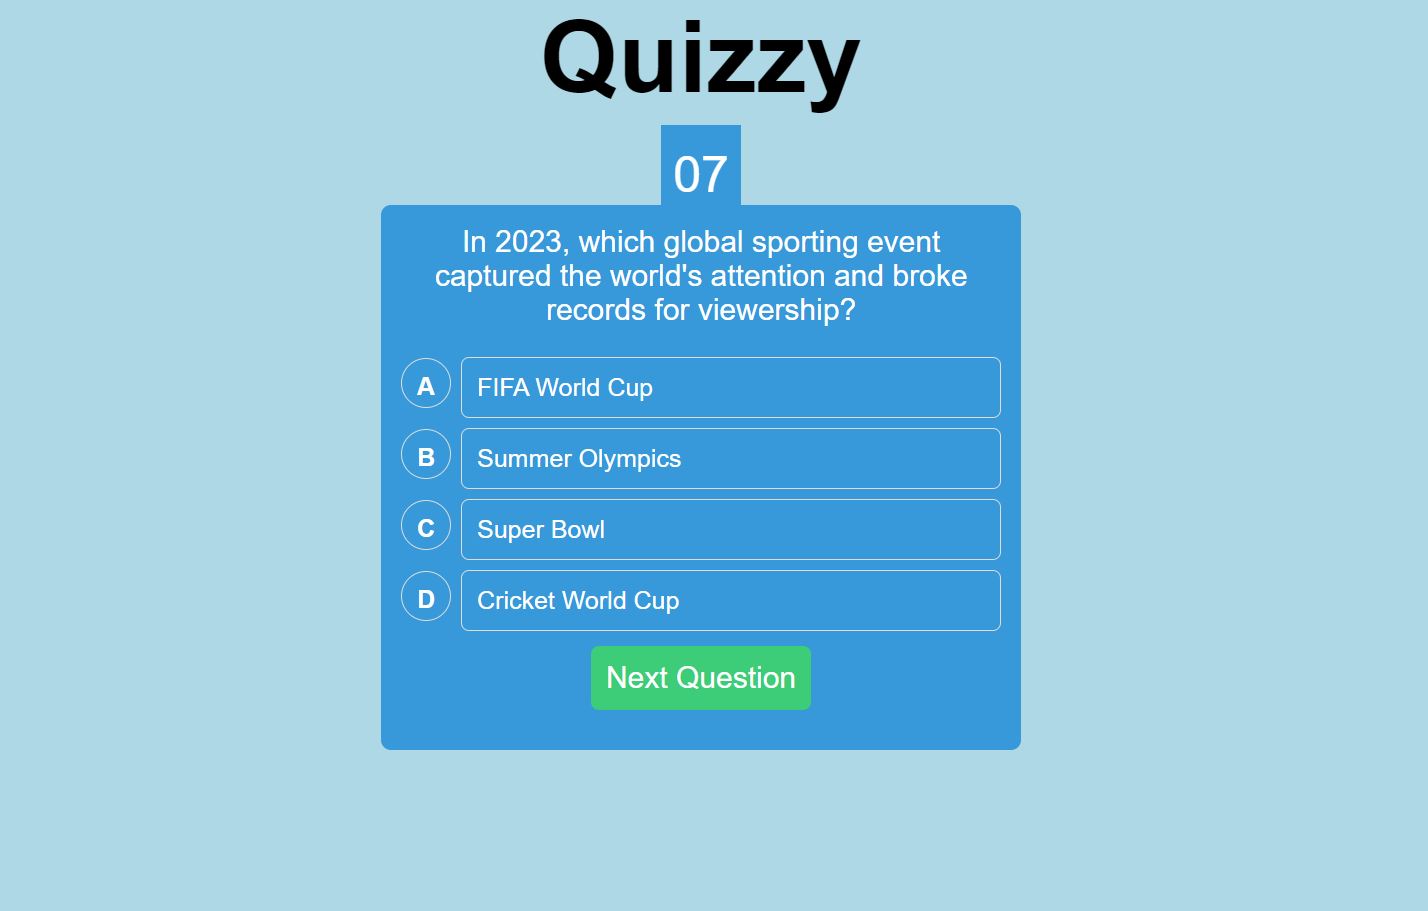 Quizzy
07
In 2023, which global sporting event
captured the world's attention and broke
records for viewership?
A FIFA World Cup
B Summer Olympics
C Super Bowl
D Cricket World Cup
Next Question